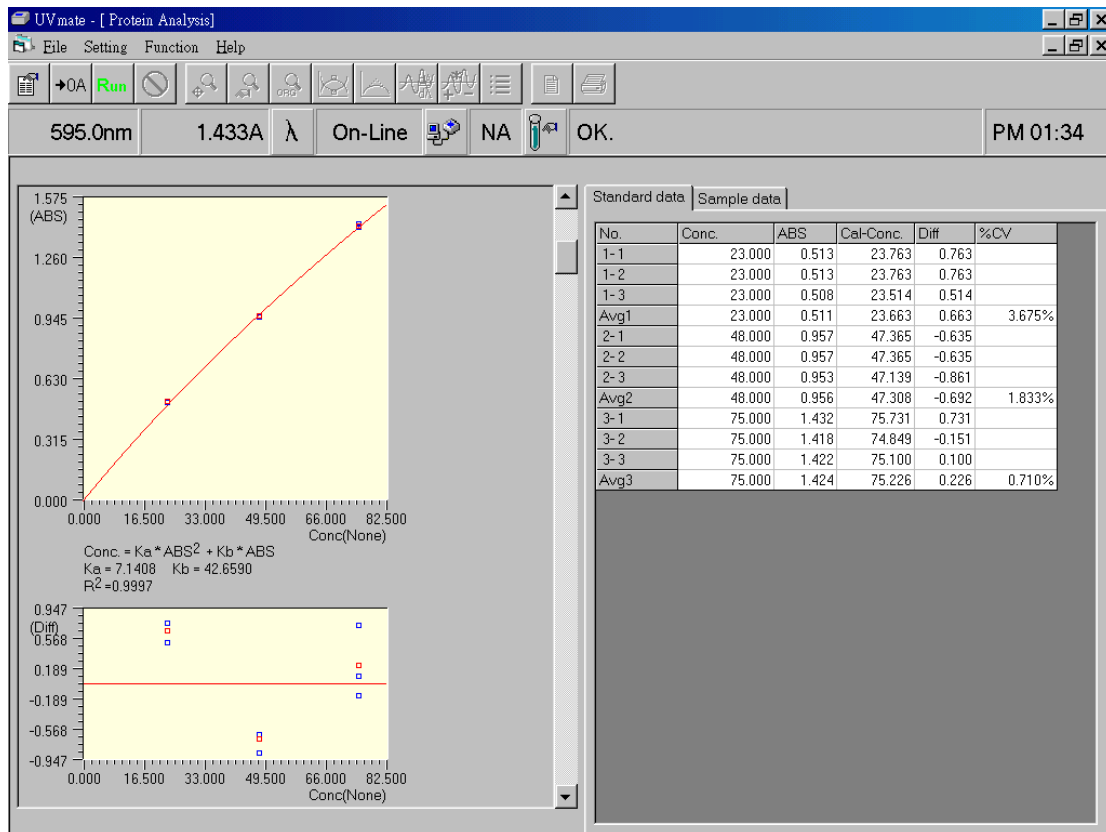 UVmate - [ Protein Analysis]
File Setting Function Help
→0A Run ORG
595.0nm 1.433A λ On-Line NA OK. PM 01:34
1.575
(ABS)
1.260
0.945
0.630
0.315
0.000
0.000 16.500 33.000 49.500 66.000 82.500
Conc(None)
Conc. = Ka * ABS² + Kb * ABS
Ka = 7.1408 Kb = 42.6590
R² =0.9997
0.947
(Diff)
0.568
0.189
-0.189
-0.568
-0.947
0.000 16.500 33.000 49.500 66.000 82.500
Conc(None)
Standard data Sample data
No. Conc. ABS Cal-Conc. Diff %CV
1-1 23.000 0.513 23.763 0.763
1-2 23.000 0.513 23.763 0.763
1-3 23.000 0.508 23.514 0.514
Avg1 23.000 0.511 23.663 0.663 3.675%
2-1 48.000 0.957 47.365 -0.635
2-2 48.000 0.957 47.365 -0.635
2-3 48.000 0.953 47.139 -0.861
Avg2 48.000 0.956 47.308 -0.692 1.833%
3-1 75.000 1.432 75.731 0.731
3-2 75.000 1.418 74.849 -0.151
3-3 75.000 1.422 75.100 0.100
Avg3 75.000 1.424 75.226 0.226 0.710%